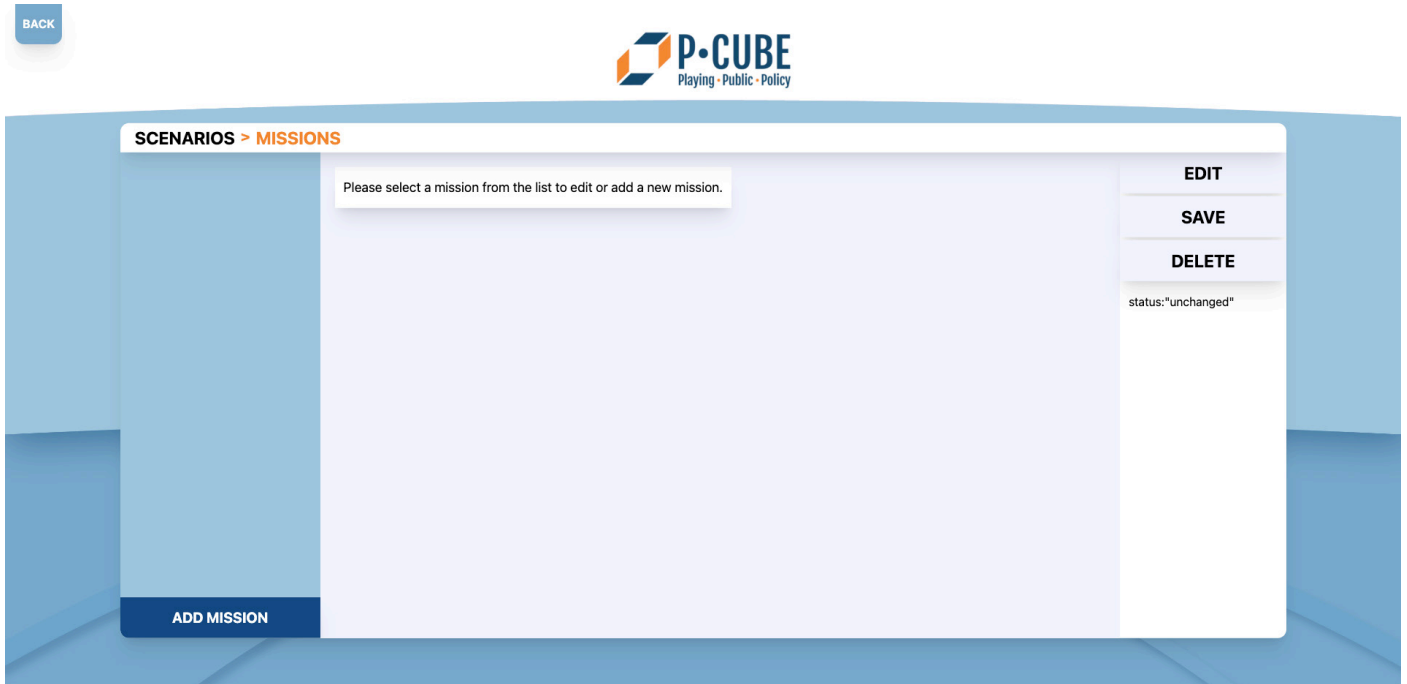 BACK
P•CUBE
Playing • Public • Policy
SCENARIOS > MISSIONS
Please select a mission from the list to edit or add a new mission.
EDIT
SAVE
DELETE
status:"unchanged"
ADD MISSION